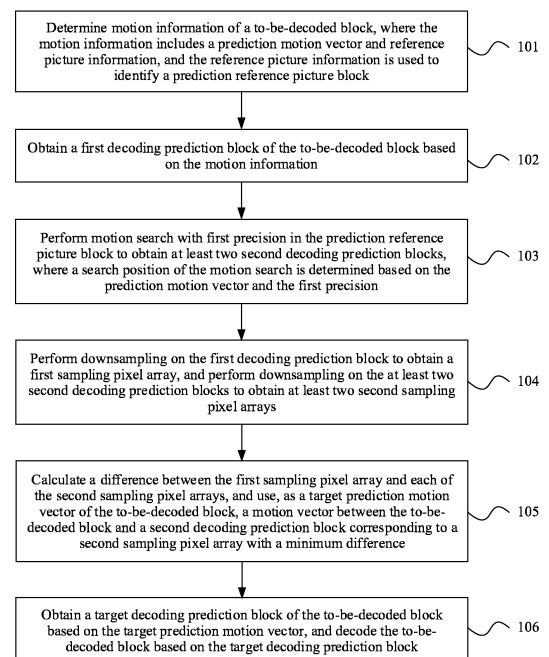 Determine motion information of a to-be-decoded block, where the
motion information includes a prediction motion vector and reference
picture information, and the reference picture information is used to
identify a prediction reference picture block
101
Obtain a first decoding prediction block of the to-be-decoded block
based on the motion information
102
Perform motion search with first precision in the prediction reference
picture block to obtain at least two second decoding prediction blocks,
where a search position of the motion search is determined based on the
prediction motion vector and the first precision
103
Perform downsampling on the first decoding prediction block to obtain a
first sampling pixel array, and perform downsampling on the at least two
second decoding prediction blocks to obtain at least two second sampling
pixel arrays
104
Calculate a difference between the first sampling pixel array and each of
the second sampling pixel arrays, and use, as a target prediction motion
vector of the to-be-decoded block, a motion vector between the to-be-
decoded block and a second decoding prediction block corresponding to a
second sampling pixel array with a minimum difference
105
Obtain a target decoding prediction block of the to-be-decoded block
based on the target prediction motion vector, and decode the to-be-
decoded block based on the target decoding prediction block
106